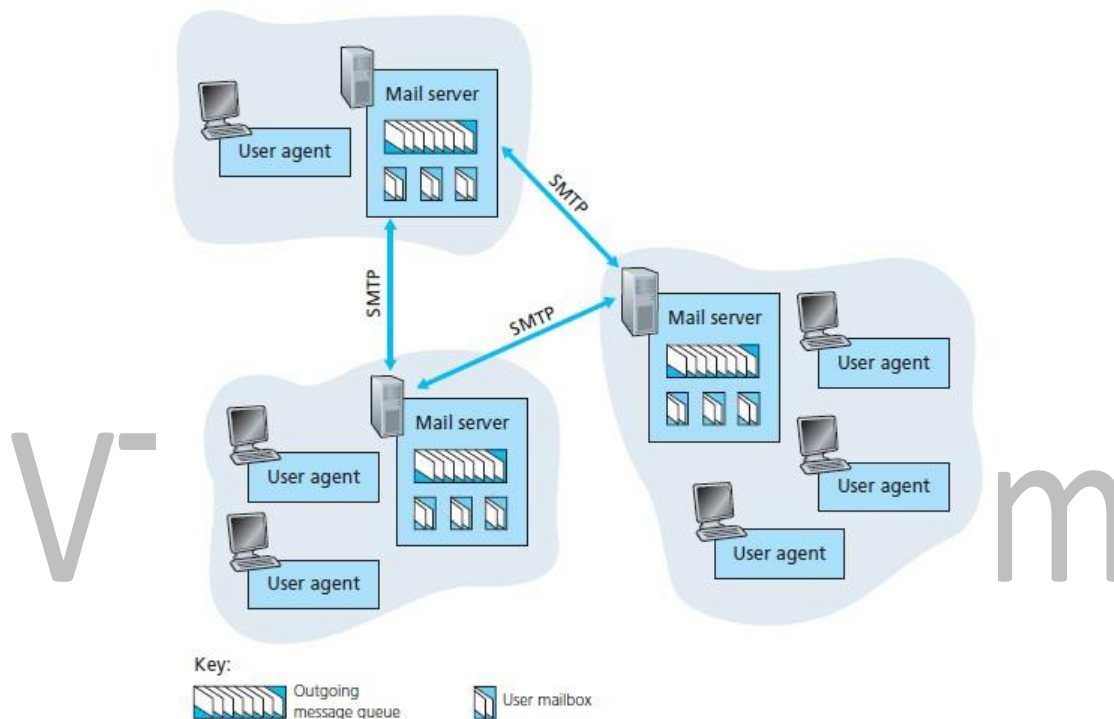 Mail server
User agent
SMTP
SMTP
SMTP
Mail server
User agent
Mail server
User agent
User agent
User agent
User agent
Key:
Outgoing
message queue
User mailbox